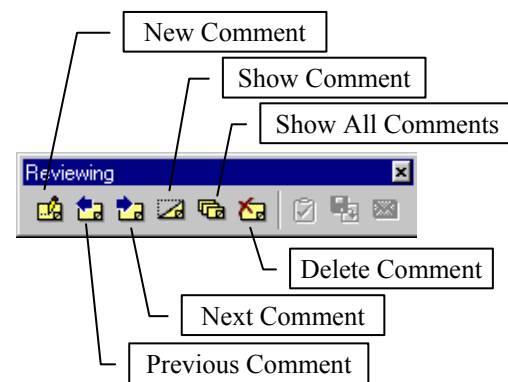 New Comment
Show Comment
Show All Comments
Reviewing
Delete Comment
Next Comment
Previous Comment